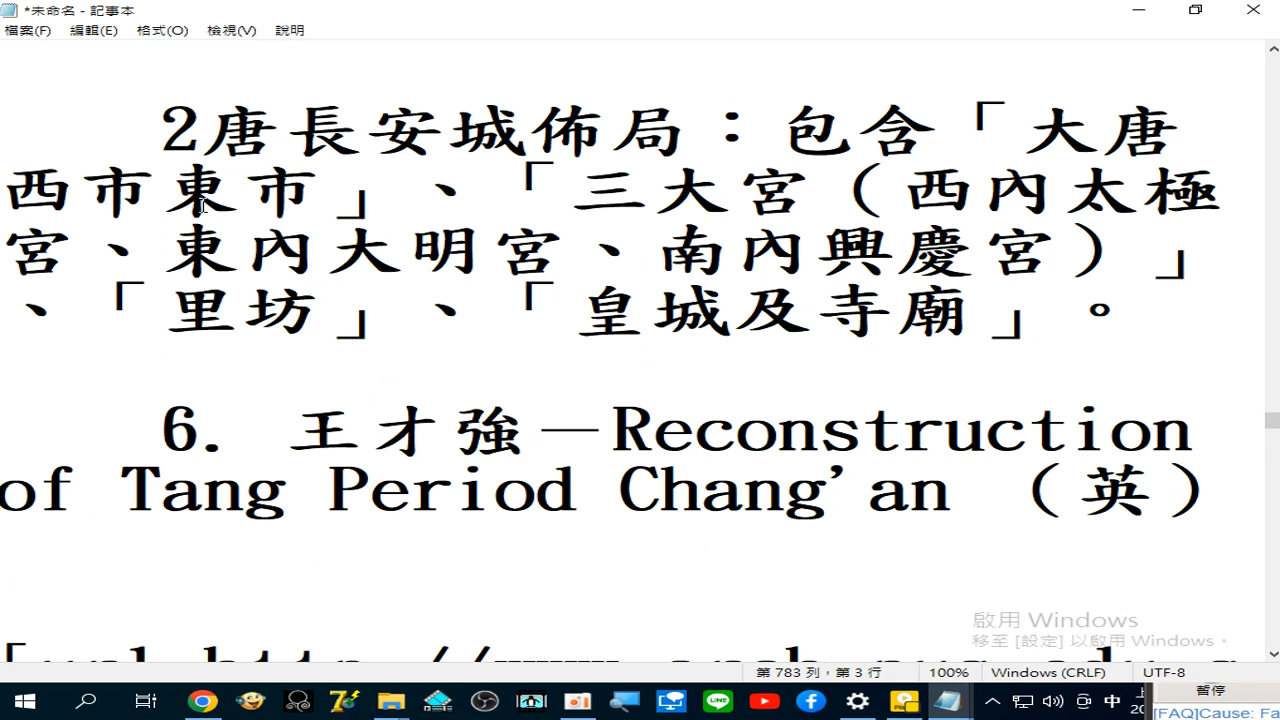 *未命名 - 記事本
檔案(F) 編輯(E) 格式(O) 檢視(V) 說明
2唐長安城佈局：包含「大唐
西市東市」、「三大宮（西內太極
宮、東內大明宮、南內興慶宮）」
、「里坊」、「皇城及寺廟」。
6. 王才強－Reconstruction
of Tang Period Chang'an （英）
啟用 Windows
移至 [設定] 以啟用 Windows。
第 783 列，第 3 行 100% Windows (CRLF) UTF-8
中
暫停
[FAQ]Cause: Fa